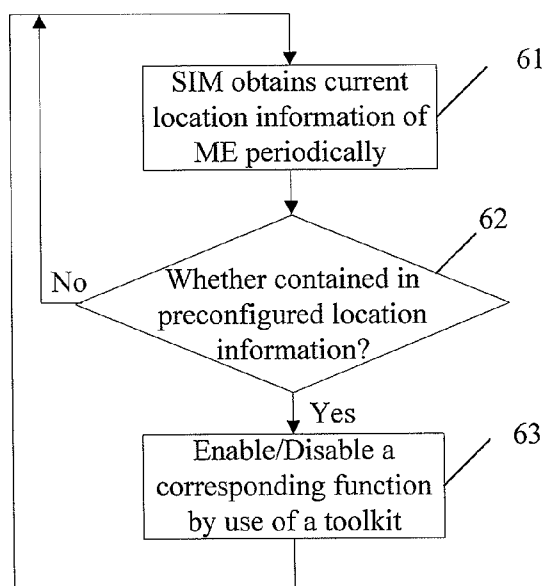 61
SIM obtains current
location information of
ME periodically
62
No
Whether contained in
preconfigured location
information?
Yes
63
Enable/Disable a
corresponding function
by use of a toolkit